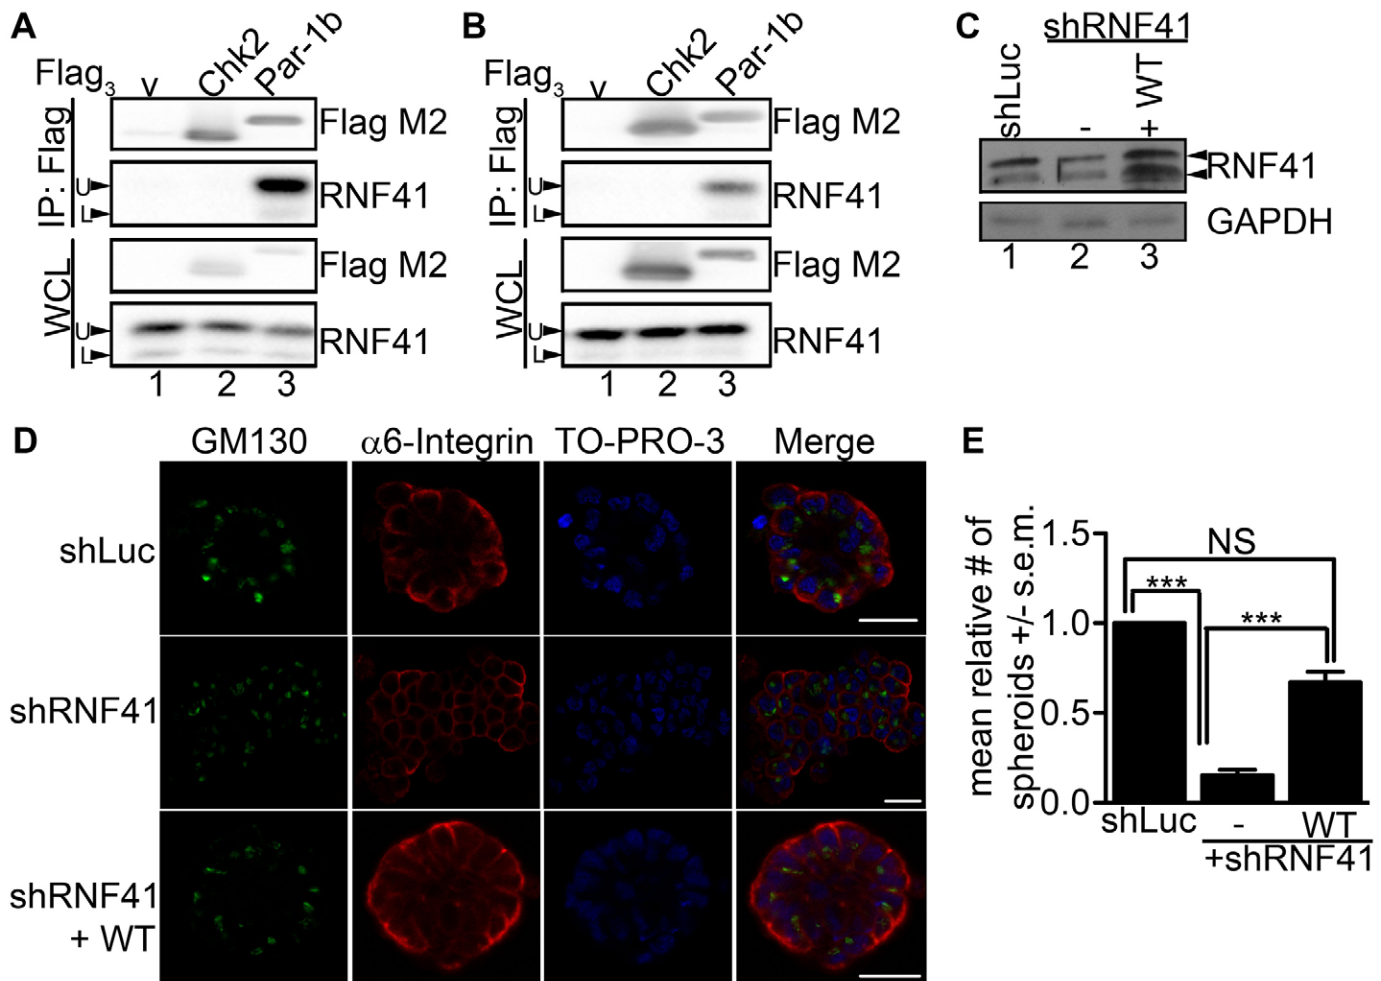 A
Flag3 v Chk2 Par-1b
IP: Flag
Flag M2
U
L
RNF41
WCL
Flag M2
U
L
RNF41
1 2 3
B
Flag3 v Chk2 Par-1b
IP: Flag
Flag M2
U
L
RNF41
WCL
Flag M2
U
L
RNF41
1 2 3
C
shRNF41
shLuc - + WT
RNF41
GAPDH
1 2 3
D
GM130 α6-Integrin TO-PRO-3 Merge
shLuc
shRNF41
shRNF41
+ WT
E
mean relative # of
spheroids +/- s.e.m.
1.5
1.0
0.5
0.0
NS
***
***
shLuc - WT
+shRNF41